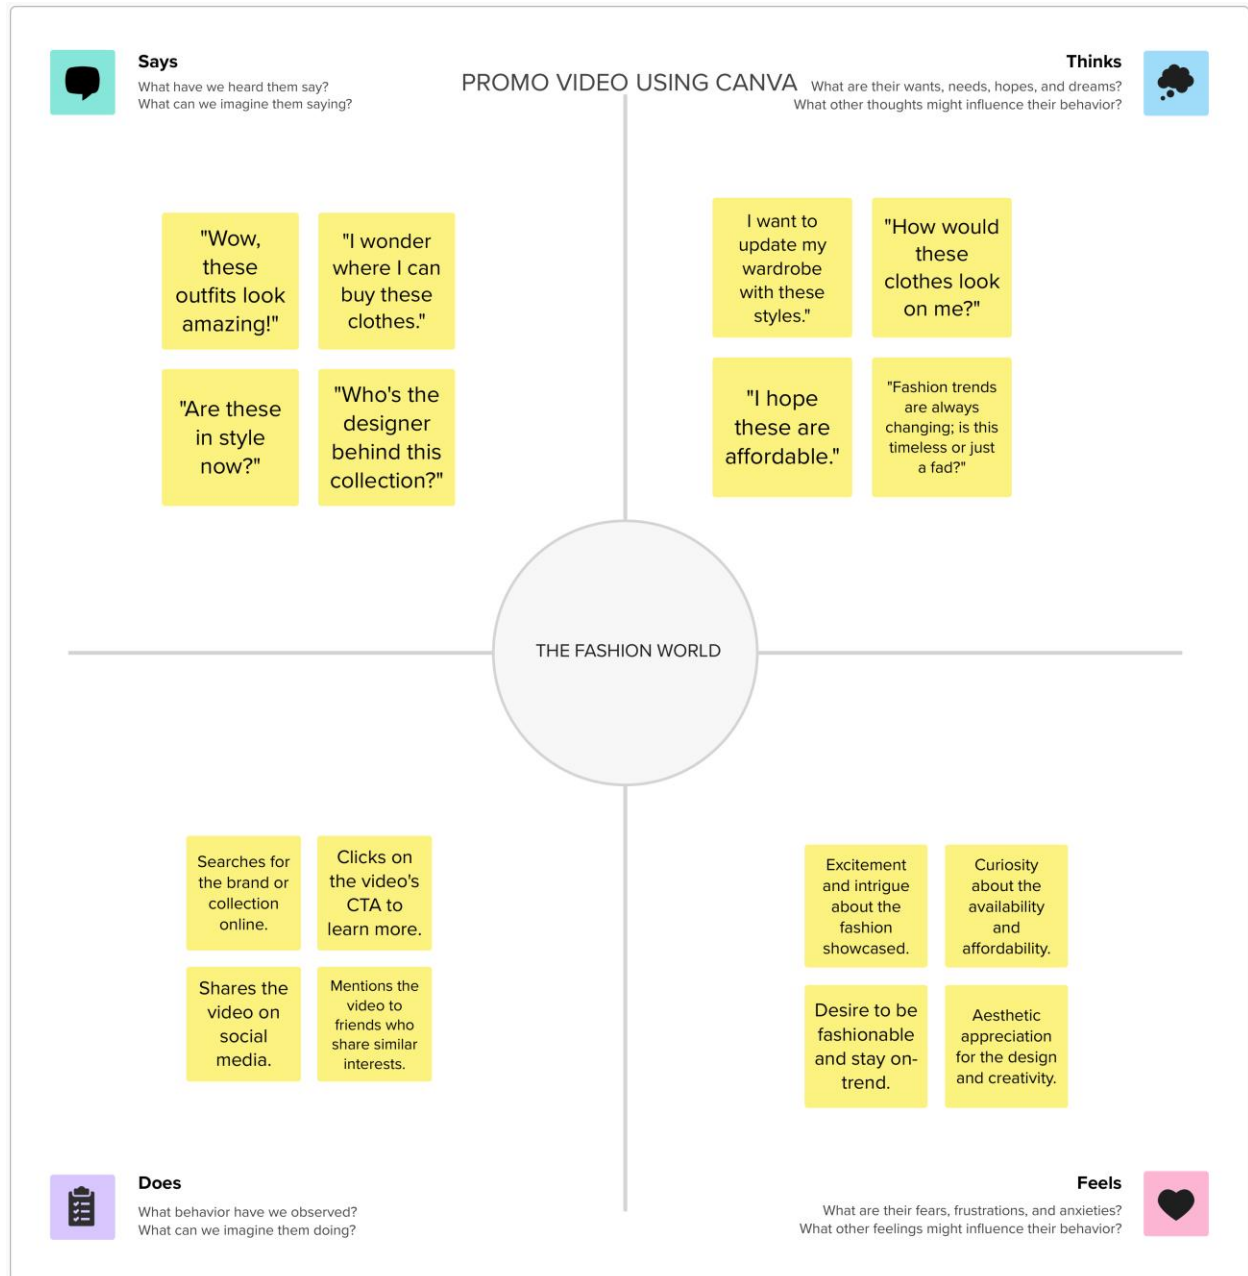 Says
What have we heard them say?
What can we imagine them saying?
PROMO VIDEO USING CANVA
Thinks
What are their wants, needs, hopes, and dreams?
What other thoughts might influence their behavior?
"Wow,
these
outfits look
amazing!"
"I wonder
where I can
buy these
clothes."
"Are these
in style
now?"
"Who's the
designer
behind this
collection?"
I want to
update my
wardrobe
with these
styles."
"How would
these
clothes look
on me?"
"I hope
these are
affordable."
"Fashion trends
are always
changing; is this
timeless or just
a fad?"
THE FASHION WORLD
Searches for
the brand or
collection
online.
Clicks on
the video's
CTA to
learn more.
Shares the
video on
social
media.
Mentions the
video to
friends who
share similar
interests.
Excitement
and intrigue
about the
fashion
showcased.
Curiosity
about the
availability
and
affordability.
Desire to be
fashionable
and stay on-
trend.
Aesthetic
appreciation
for the design
and creativity.
Does
What behavior have we observed?
What can we imagine them doing?
Feels
What are their fears, frustrations, and anxieties?
What other feelings might influence their behavior?